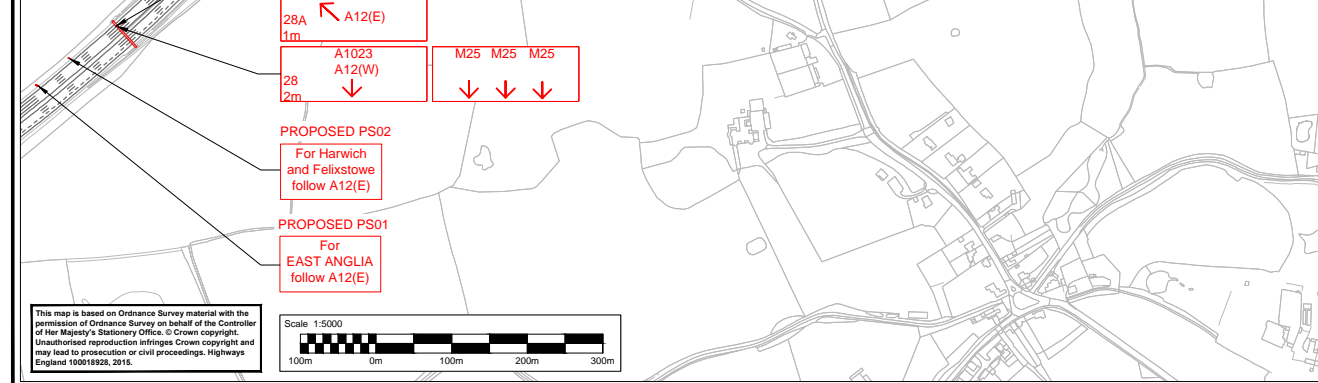 A12(E)
28A
1m
A1023
A12(W)
28
2m
M25 M25 M25
PROPOSED PS02
For Harwich
and Felixstowe
follow A12(E)
PROPOSED PS01
For
EAST ANGLIA
follow A12(E)
This map is based on Ordnance Survey material with the
permission of Ordnance Survey on behalf of the Controller
of Her Majesty's Stationery Office. © Crown copyright.
Unauthorised reproduction infringes Crown copyright and
may lead to prosecution or civil proceedings. Highways
England 100018928, 2015.
Scale 1:5000
100m 0m 100m 200m 300m